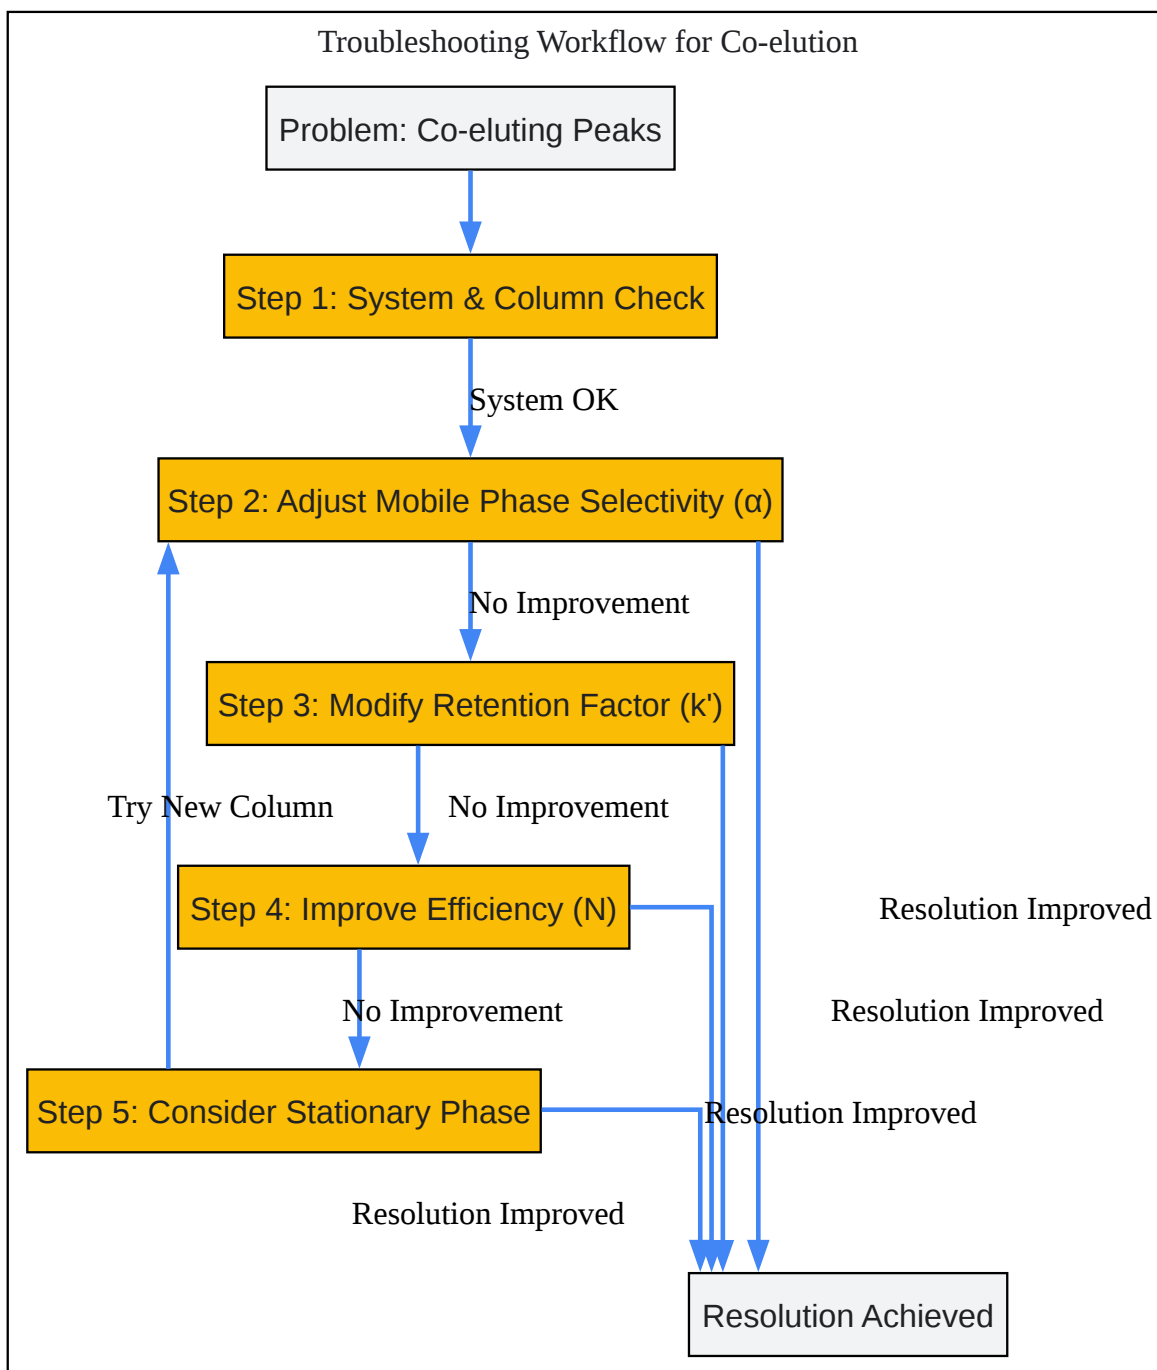 Troubleshooting Workflow for Co-elution
Problem: Co-eluting Peaks
Step 1: System & Column Check
System OK
Step 2: Adjust Mobile Phase Selectivity (α)
No Improvement
Step 3: Modify Retention Factor (k')
Try New Column
No Improvement
Step 4: Improve Efficiency (N)
Resolution Improved
No Improvement
Resolution Improved
Step 5: Consider Stationary Phase
Resolution Improved
Resolution Improved
Resolution Achieved